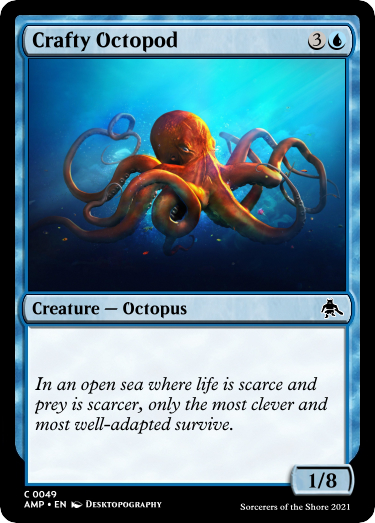 Crafty Octopod 3
Creature — Octopus
In an open sea where life is scarce and
prey is scarcer, only the most clever and
most well-adapted survive.
1/8
C 0049
AMP • EN Desktopography
Sorcerers of the Shore 2021